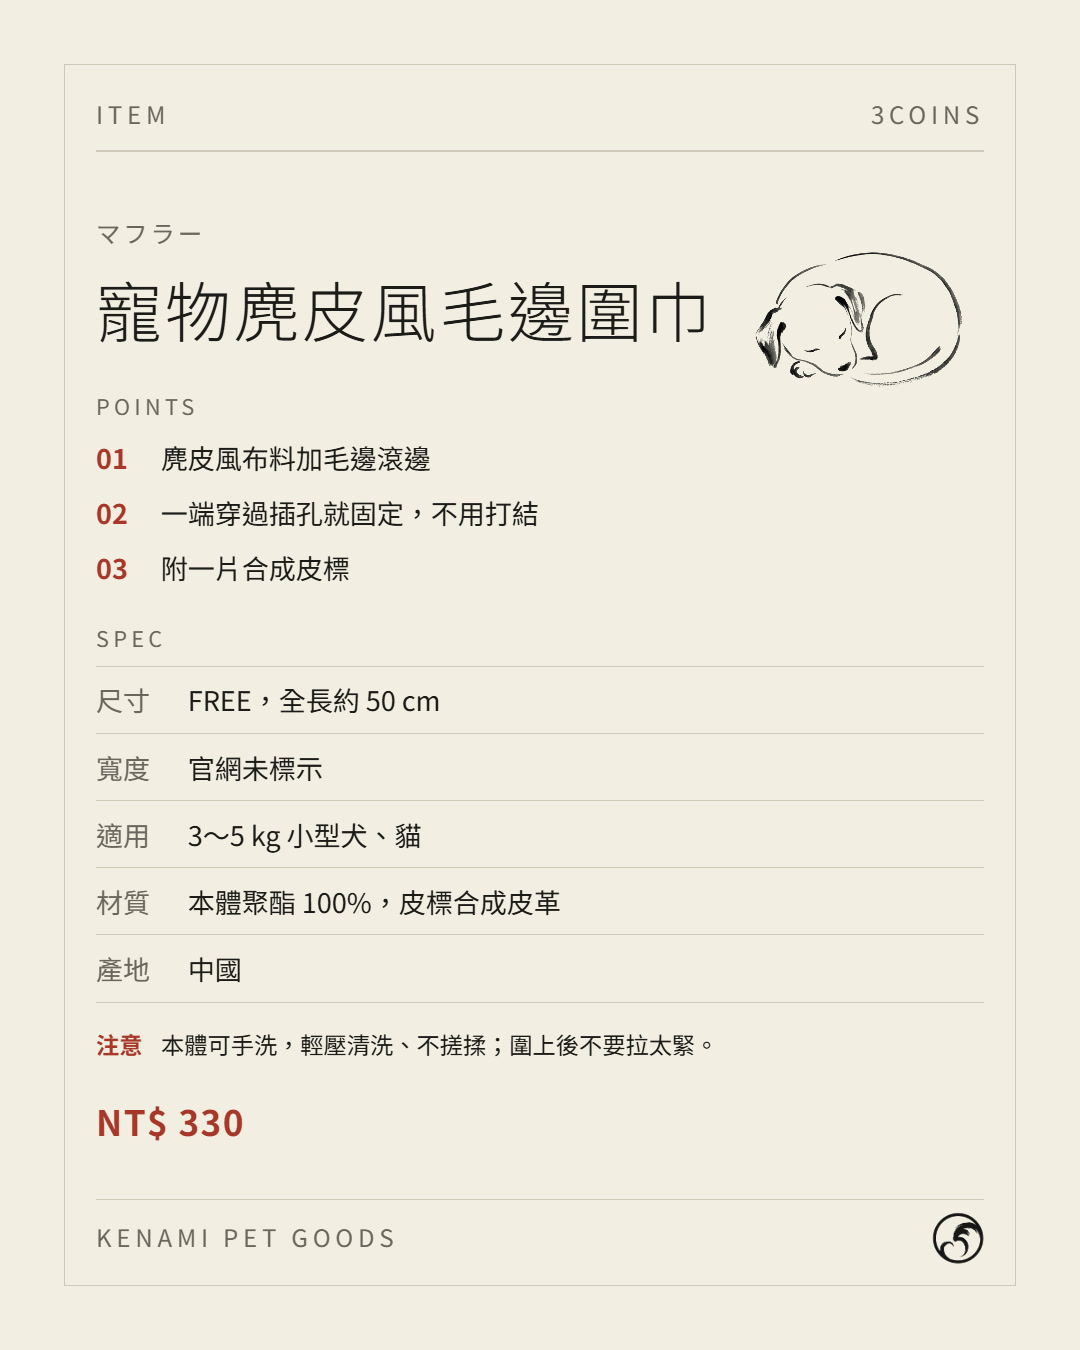 ITEM
3COINS
マフラー
寵物麂皮風毛邊圍巾
POINTS
01 麂皮風布料加毛邊滾邊
02 一端穿過插孔就固定，不用打結
03 附一片合成皮標
SPEC
尺寸 FREE，全長約 50 cm
寬度 官網未標示
適用 3～5 kg 小型犬、貓
材質 本體聚酯 100%，皮標合成皮革
產地 中國
注意 本體可手洗，輕壓清洗、不搓揉；圍上後不要拉太緊。
NT$ 330
KENAMI PET GOODS